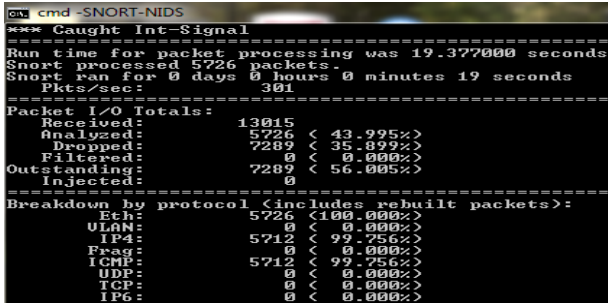 cmd -SNORT-NIDS
*** Caught Int-Signal
===============================================================================
Run time for packet processing was 19.377000 seconds
Snort processed 5726 packets.
Snort ran for 0 days 0 hours 0 minutes 19 seconds
Pkts/sec: 301
===============================================================================
Packet I/O Totals:
Received: 13015
Analyzed: 5726 ( 43.995%)
Dropped: 7289 ( 35.899%)
Filtered: 0 ( 0.000%)
Outstanding: 7289 ( 56.005%)
Injected: 0
===============================================================================
Breakdown by protocol (includes rebuilt packets):
Eth: 5726 (100.000%)
VLAN: 0 ( 0.000%)
IP4: 5712 ( 99.756%)
Frag: 0 ( 0.000%)
ICMP: 5712 ( 99.756%)
UDP: 0 ( 0.000%)
TCP: 0 ( 0.000%)
IP6: 0 ( 0.000%)